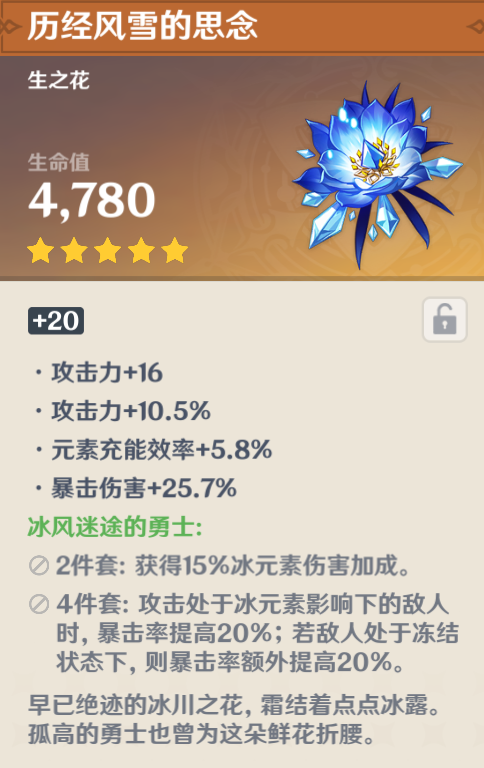 历经风雪的思念
生之花
生命值
4,780
+20
·攻击力+16
·攻击力+10.5%
·元素充能效率+5.8%
·暴击伤害+25.7%
冰风迷途的勇士:
2件套: 获得15%冰元素伤害加成。
4件套: 攻击处于冰元素影响下的敌人
时, 暴击率提高20%; 若敌人处于冻结
状态下, 则暴击率额外提高20%。
早已绝迹的冰川之花, 霜结着点点冰露。
孤高的勇士也曾为这朵鲜花折腰。